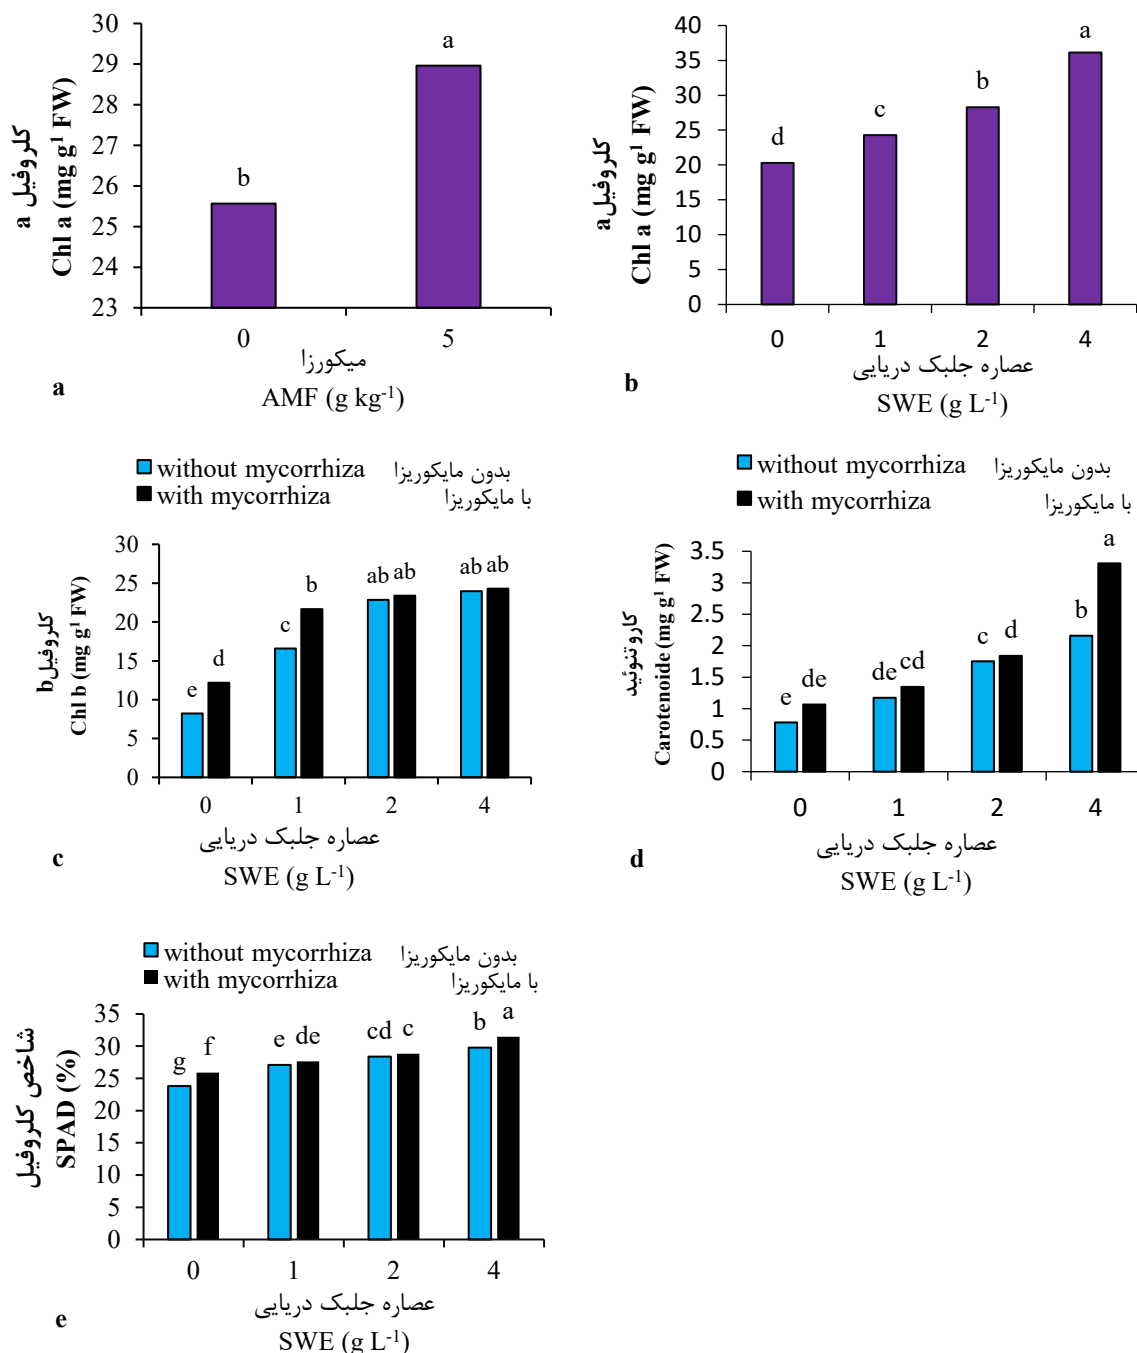 کلروفیل a
Chl a (mg g¹ FW)
30
29
28
27
26
25
24
23
b
a
0
5
میکورزا
AMF (g kg⁻¹)
a
کلروفیلa
Chl a (mg g¹ FW)
40
35
30
25
20
15
10
5
0
d
c
b
a
0
1
2
4
عصاره جلبک دریایی
SWE (g L⁻¹)
b
without mycorrhiza بدون مایکوریزا
with mycorrhiza با مایکوریزا
کلروفیلb
Chl b (mg g¹ FW)
30
25
20
15
10
5
0
e
d
c
b
ab
ab
ab
ab
0
1
2
4
عصاره جلبک دریایی
SWE (g L⁻¹)
c
without mycorrhiza بدون مایکوریزا
with mycorrhiza با مایکوریزا
کاروتنوئید
Carotenoide (mg g¹ FW)
3.5
3
2.5
2
1.5
1
0.5
0
e
de
de
cd
c
d
b
a
0
1
2
4
عصاره جلبک دریایی
SWE (g L⁻¹)
d
without mycorrhiza بدون مایکوریزا
with mycorrhiza با مایکوریزا
شاخص کلروفیل
SPAD (%)
35
30
25
20
15
10
5
0
g
f
e
de
cd
c
b
a
0
1
2
4
عصاره جلبک دریایی
SWE (g L⁻¹)
e